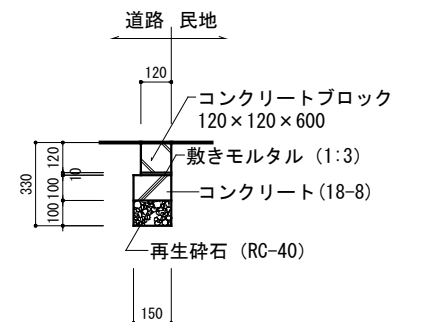 道路 民地
120
コンクリートブロック
120×120×600
敷きモルタル (1:3)
コンクリート(18-8)
再生砕石 (RC-40)
330
120
10
100
100
150